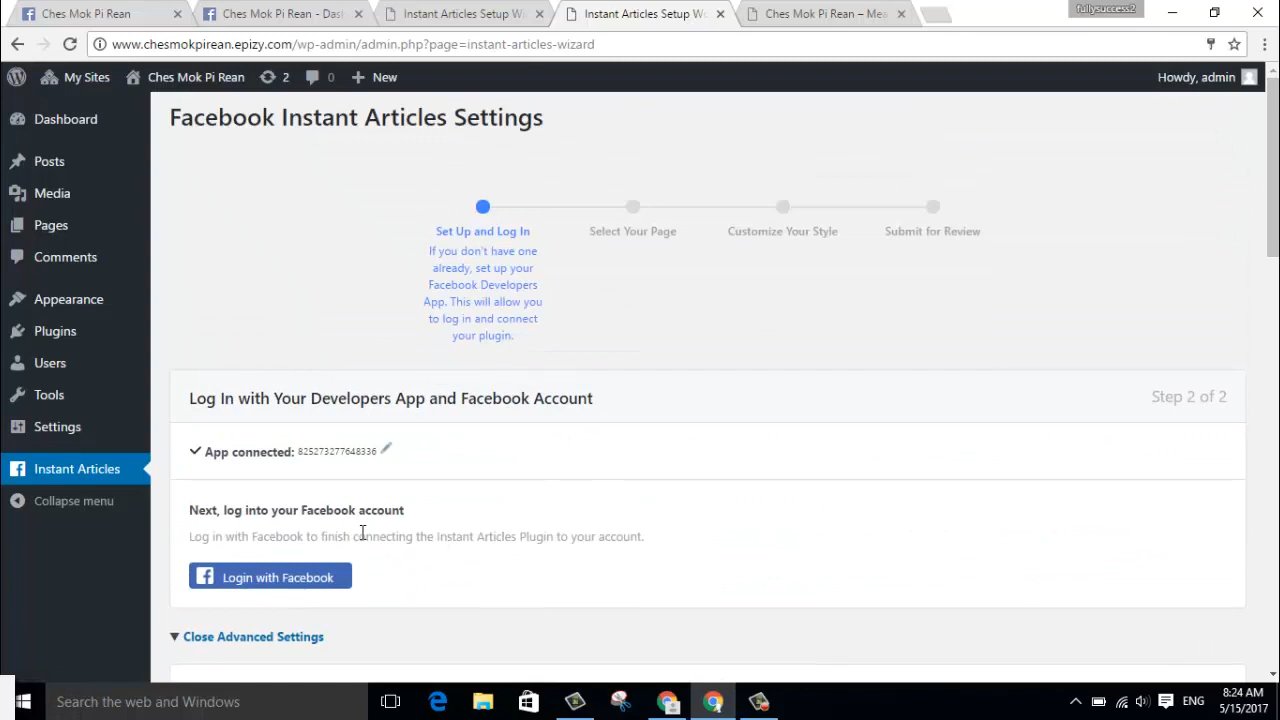 Ches Mok Pi Rean
Ches Mok Pi Rean - Das
Instant Articles Setup W
Instant Articles Setup W
Ches Mok Pi Rean – Mea
fullysuccess2
www.chesmokpirean.epizy.com/wp-admin/admin.php?page=instant-articles-wizard
My Sites
Ches Mok Pi Rean
2
0
New
Howdy, admin
Dashboard
Posts
Media
Pages
Comments
Appearance
Plugins
Users
Tools
Settings
Instant Articles
Collapse menu
Facebook Instant Articles Settings
Set Up and Log In
If you don't have one
already, set up your
Facebook Developers
App. This will allow you
to log in and connect
your plugin.
Select Your Page
Customize Your Style
Submit for Review
Log In with Your Developers App and Facebook Account
Step 2 of 2
App connected: 825273277648336
Next, log into your Facebook account
Log in with Facebook to finish connecting the Instant Articles Plugin to your account.
Login with Facebook
▼ Close Advanced Settings
Search the web and Windows
ENG
8:24 AM
5/15/2017